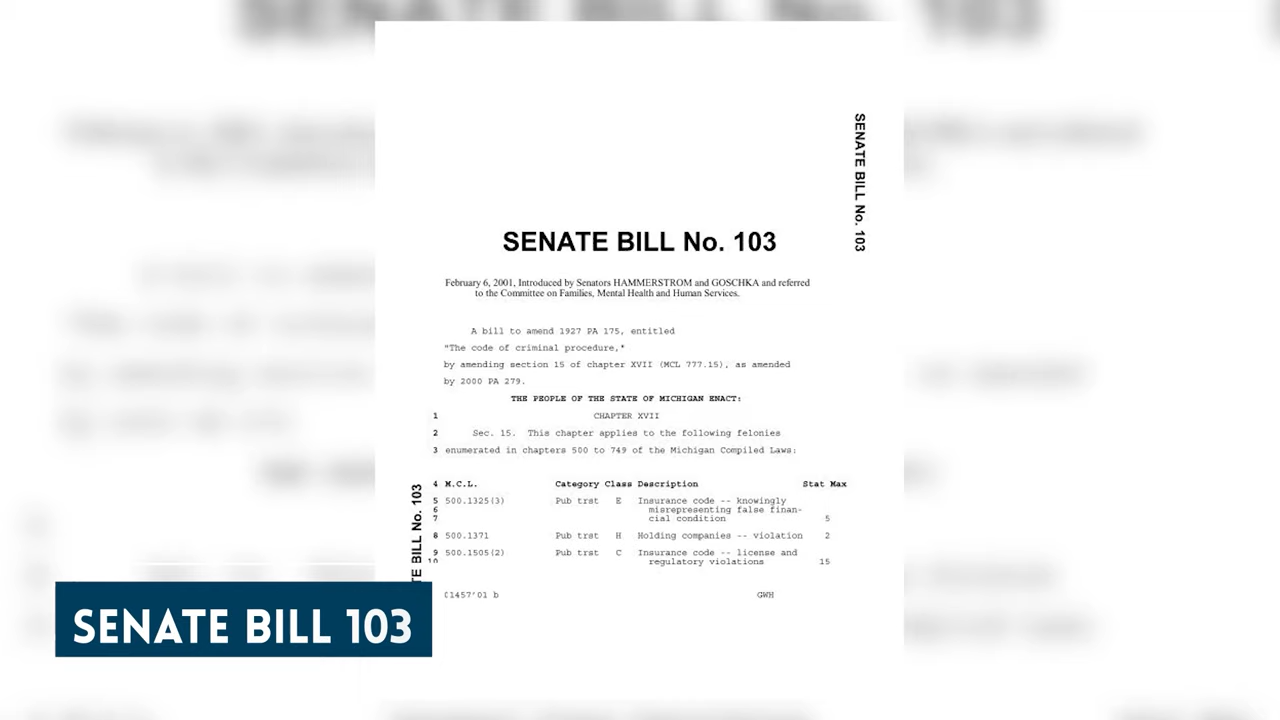 SENATE BILL No. 103
SENATE BILL No. 103
February 6, 2001, Introduced by Senators HAMMERSTROM and GOSCHKA and referred
to the Committee on Families, Mental Health and Human Services.
A bill to amend 1927 PA 175, entitled
"The code of criminal procedure,"
by amending section 15 of chapter XVII (MCL 777.15), as amended
by 2000 PA 279.
THE PEOPLE OF THE STATE OF MICHIGAN ENACT:
1 CHAPTER XVII
2 Sec. 15. This chapter applies to the following felonies
3 enumerated in chapters 500 to 749 of the Michigan Compiled Laws:
4 M.C.L. Category Class Description Stat Max
5 500.1325(3) Pub trst E Insurance code -- knowingly
6 misrepresenting false finan-
7 cial condition 5
8 500.1371 Pub trst H Holding companies -- violation 2
9 500.1505(2) Pub trst C Insurance code -- license and
10 regulatory violations 15
TE BILL No. 103
01457'01 b GWH
SENATE BILL 103